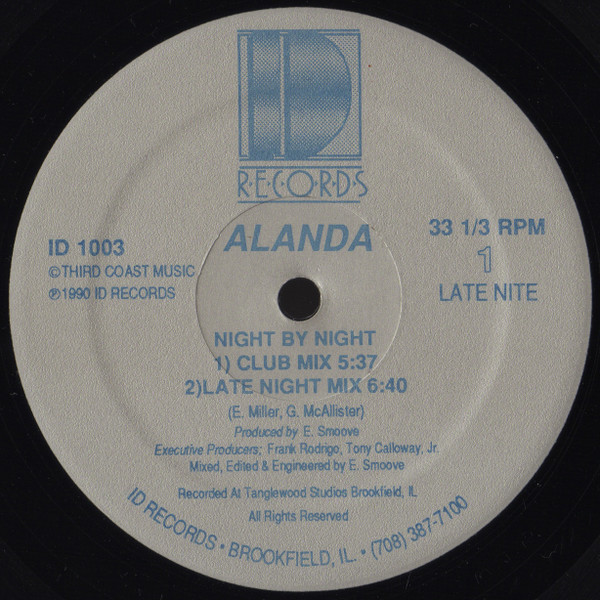 ID
R·E·C·O·R·D·S
ALANDA
ID 1003
©THIRD COAST MUSIC
℗1990 ID RECORDS
33 1/3 RPM
1
LATE NITE
NIGHT BY NIGHT
1) CLUB MIX 5:37
2)LATE NIGHT MIX 6:40
(E. Miller, G. McAllister)
Produced by E. Smoove
Executive Producers; Frank Rodrigo, Tony Calloway, Jr.
Mixed, Edited & Engineered by E. Smoove
Recorded At Tanglewood Studios Brookfield, IL
All Rights Reserved
ID RECORDS • BROOKFIELD, IL. • (708) 387-7100